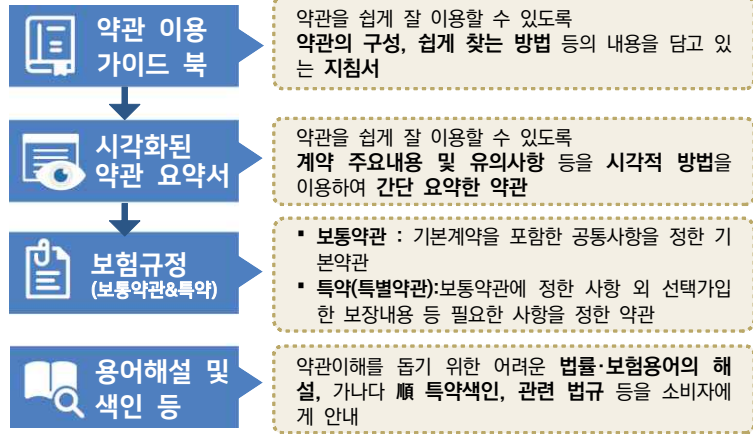 약관 이용
가이드 북
약관을 쉽게 잘 이용할 수 있도록
약관의 구성, 쉽게 찾는 방법 등의 내용을 담고 있
는 지침서
시각화된
약관 요약서
약관을 쉽게 잘 이용할 수 있도록
계약 주요내용 및 유의사항 등을 시각적 방법을
이용하여 간단 요약한 약관
보험규정
(보통약관&특약)
▪ 보통약관 : 기본계약을 포함한 공통사항을 정한 기
본약관
▪ 특약(특별약관):보통약관에 정한 사항 외 선택가입
한 보장내용 등 필요한 사항을 정한 약관
용어해설 및
색인 등
약관이해를 돕기 위한 어려운 법률·보험용어의 해
설, 가나다 順 특약색인, 관련 법규 등을 소비자에
게 안내